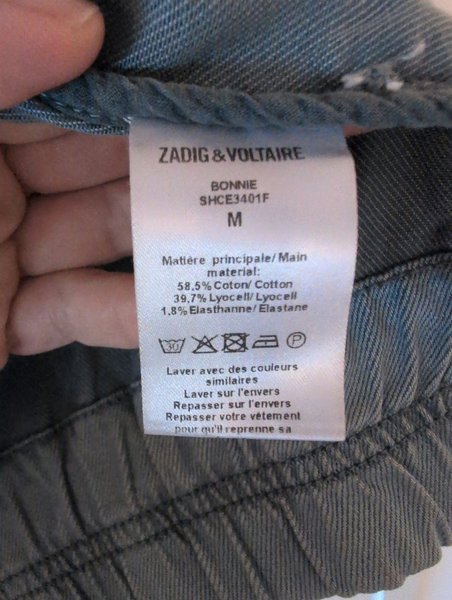 ZADIG & VOLTAIRE
BONNIE
SHCE3401F
M
Matière principale/ Main
material:
58,5% Coton/ Cotton
39,7% Lyocell/ Lyocell
1,8% Elasthanne/ Elastane
30
P
Laver avec des couleurs
similaires
Laver sur l'envers
Repasser sur l'envers
Repasser votre vêtement
pour qu'il reprenne sa